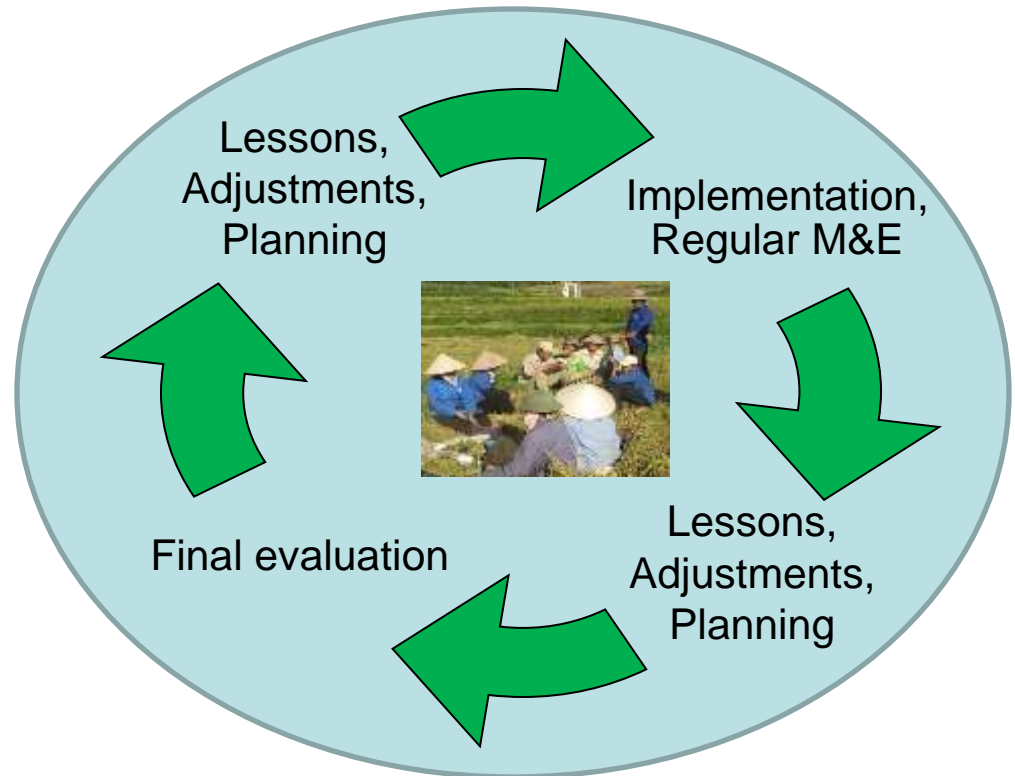 Lessons,
Adjustments,
Planning
Implementation,
Regular M&E
Lessons,
Adjustments,
Planning
Final evaluation